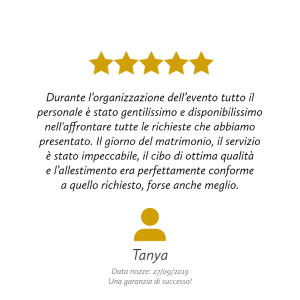 Durante l'organizzazione dell'evento tutto il
personale è stato gentilissimo e disponibilissimo
nell'affrontare tutte le richieste che abbiamo
presentato. Il giorno del matrimonio, il servizio
è stato impeccabile, il cibo di ottima qualità
e l'allestimento era perfettamente conforme
a quello richiesto, forse anche meglio.
Tanya
Data nozze: 27/09/2019
Una garanzia di successo!